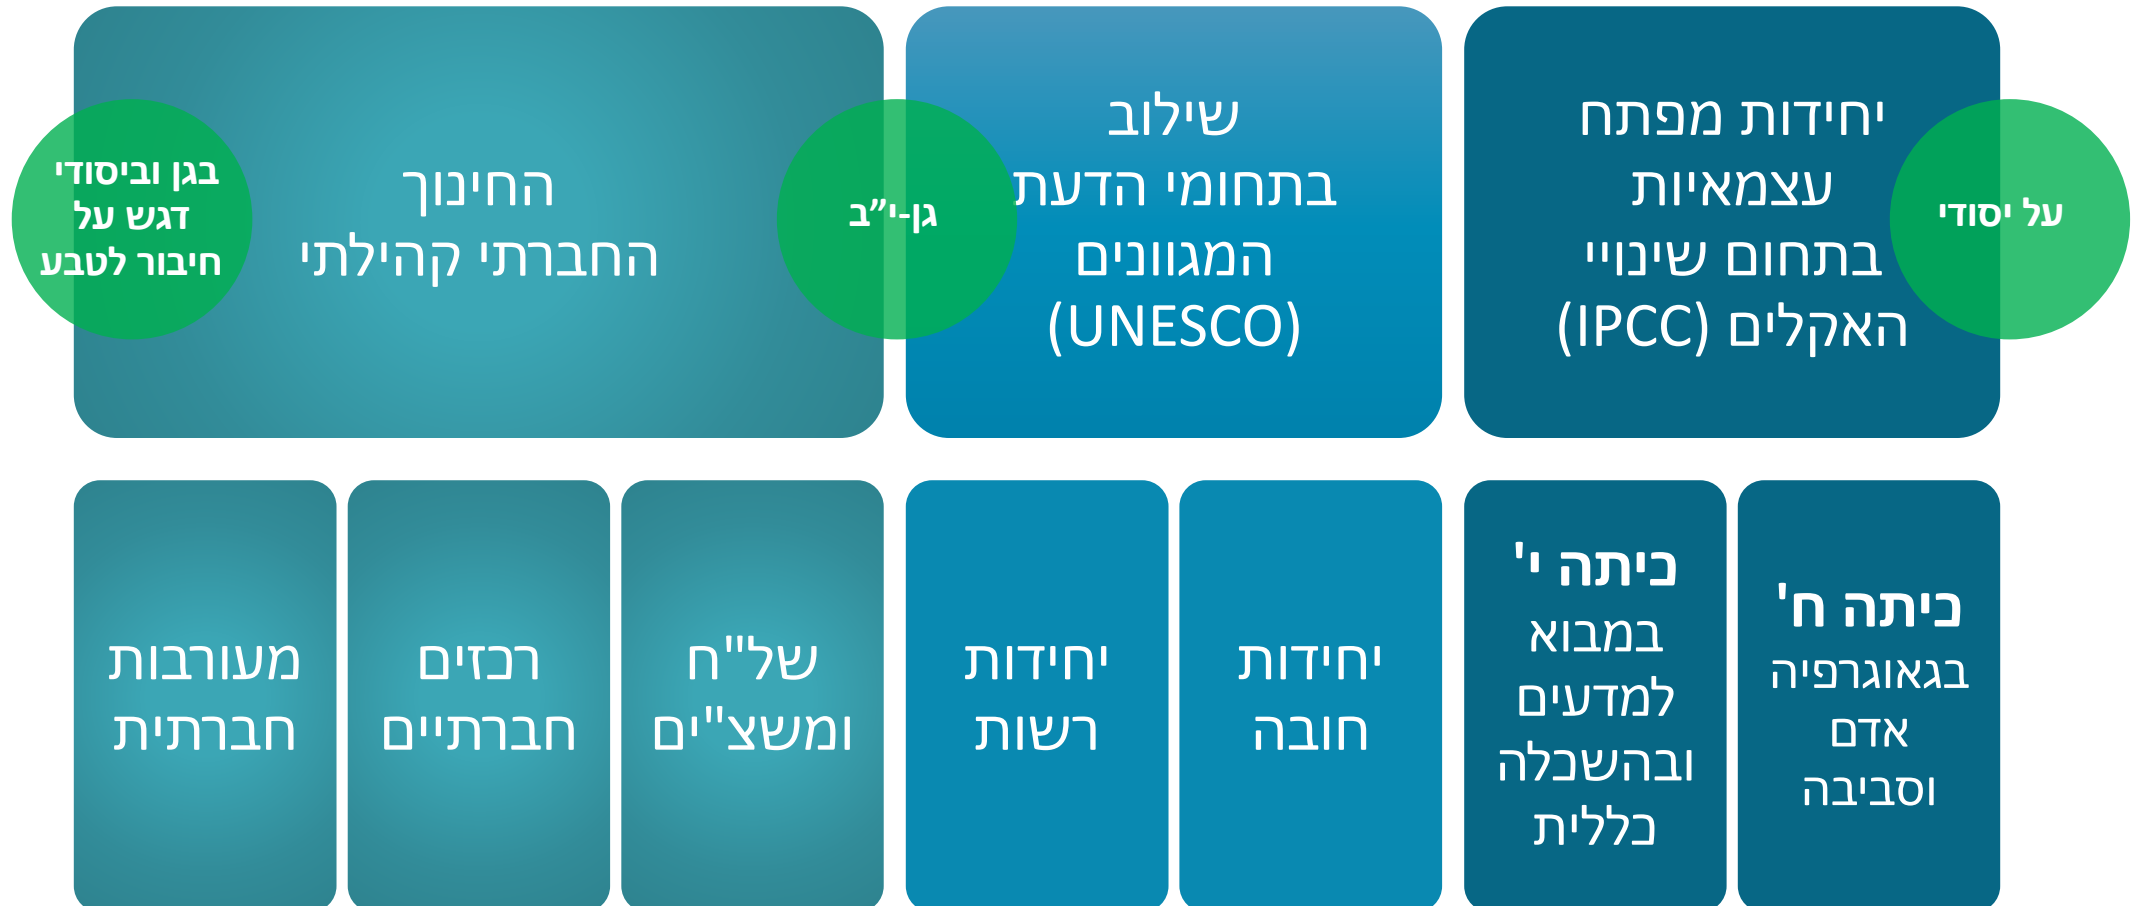 יחידות מפתח
עצמאיות
בתחום שינויי
האקלים (IPCC)
על יסודי
שילוב
בתחומי הדעת
המגוונים
(UNESCO)
גן-י"ב
החינוך
החברתי קהילתי
בגן וביסודי
דגש על
חיבור לטבע
כיתה ח'
בגאוגרפיה
אדם
וסביבה
כיתה י'
במבוא
למדעים
ובהשכלה
כללית
יחידות
חובה
יחידות
רשות
של"ח
ומשצ"ים
רכזים
חברתיים
מעורבות
חברתית